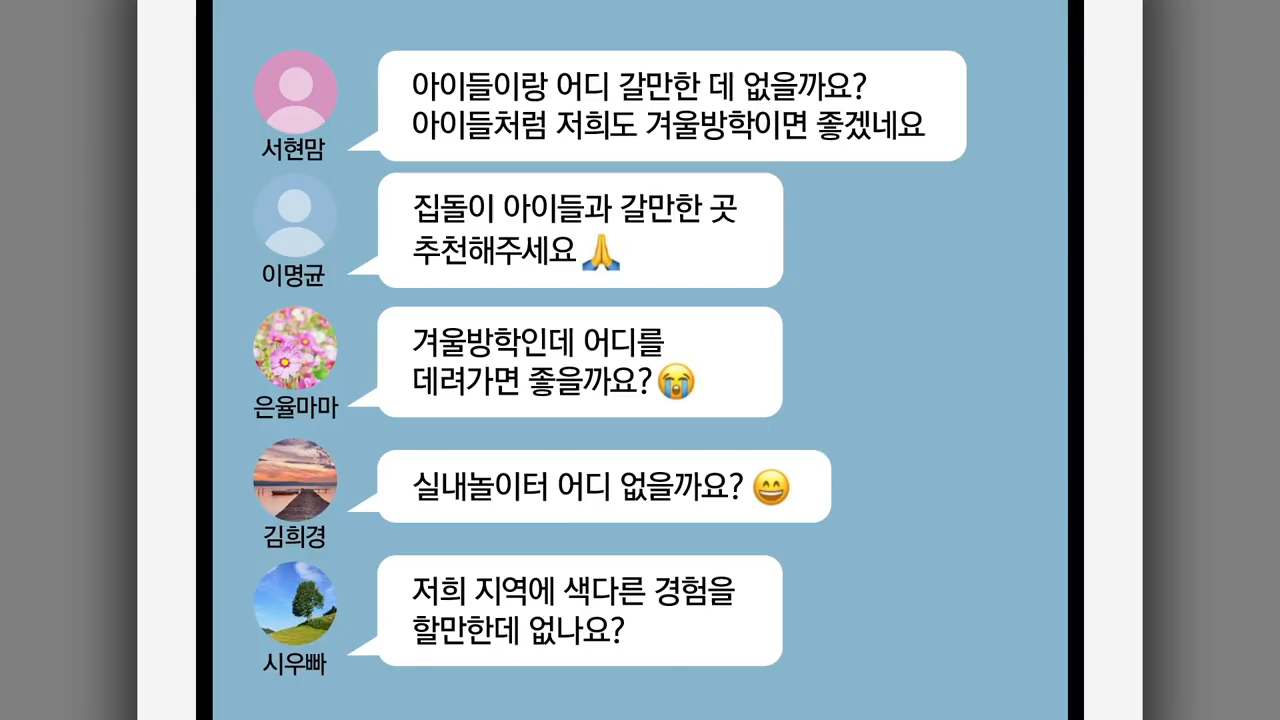 아이들이랑 어디 갈만한 데 없을까요?
아이들처럼 저희도 겨울방학이면 좋겠네요
서현맘
집돌이 아이들과 갈만한 곳
추천해주세요🙏
이명균
겨울방학인데 어디를
데려가면 좋을까요?😭
은율마마
실내놀이터 어디 없을까요? 😄
김희경
저희 지역에 색다른 경험을
할만한데 없나요?
시우빠